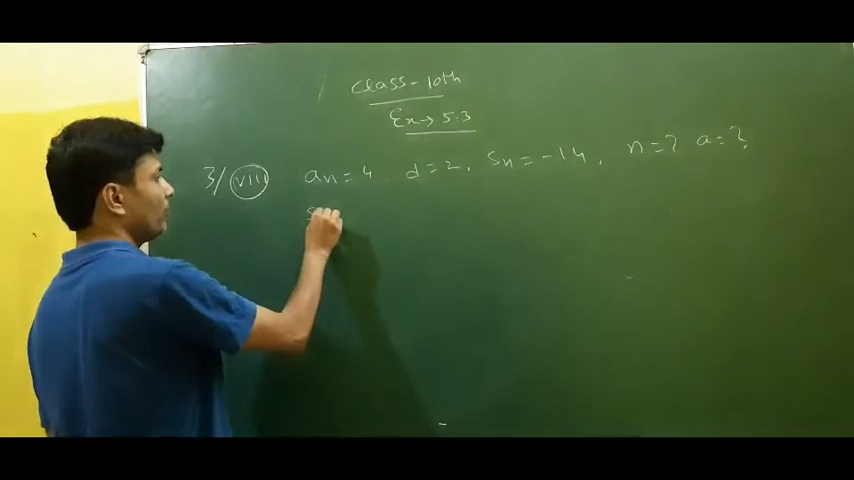 class-10th
Ex→5.3
3/ (VIII) an=4. d=2, Sn=-14, n=? a=?
S